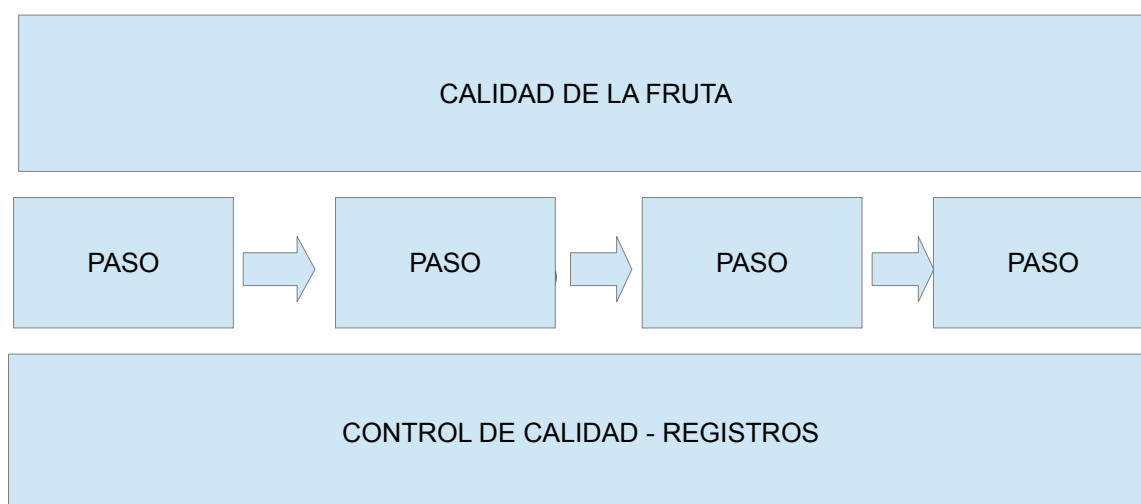 CALIDAD DE LA FRUTA
PASO
PASO
PASO
PASO
CONTROL DE CALIDAD - REGISTROS